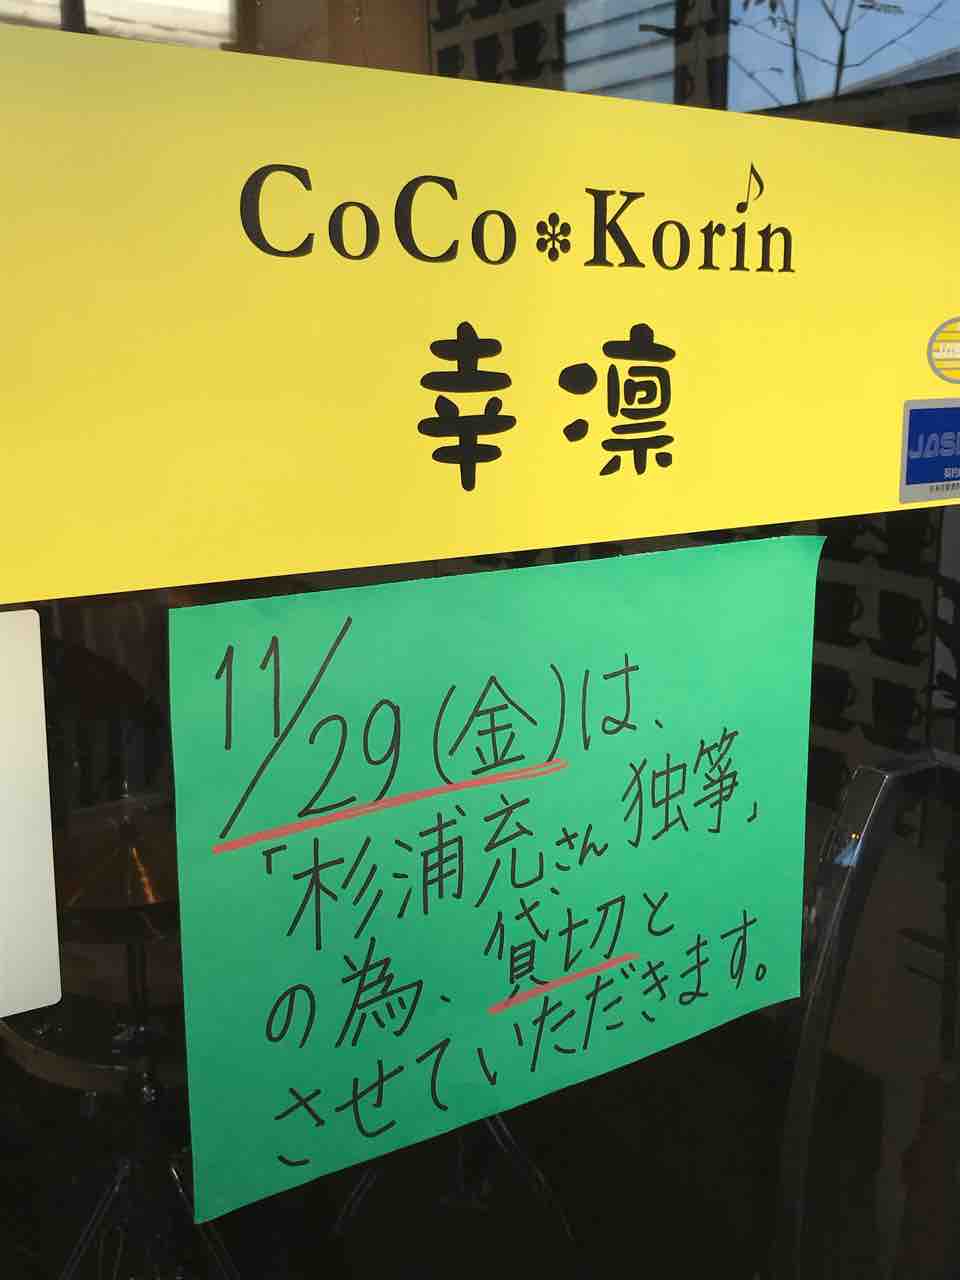 CoCo*Korin
幸凛
JAS
11/29(金)は、
「杉浦充さん 独箏」
の為、貸切と
させていただきます。